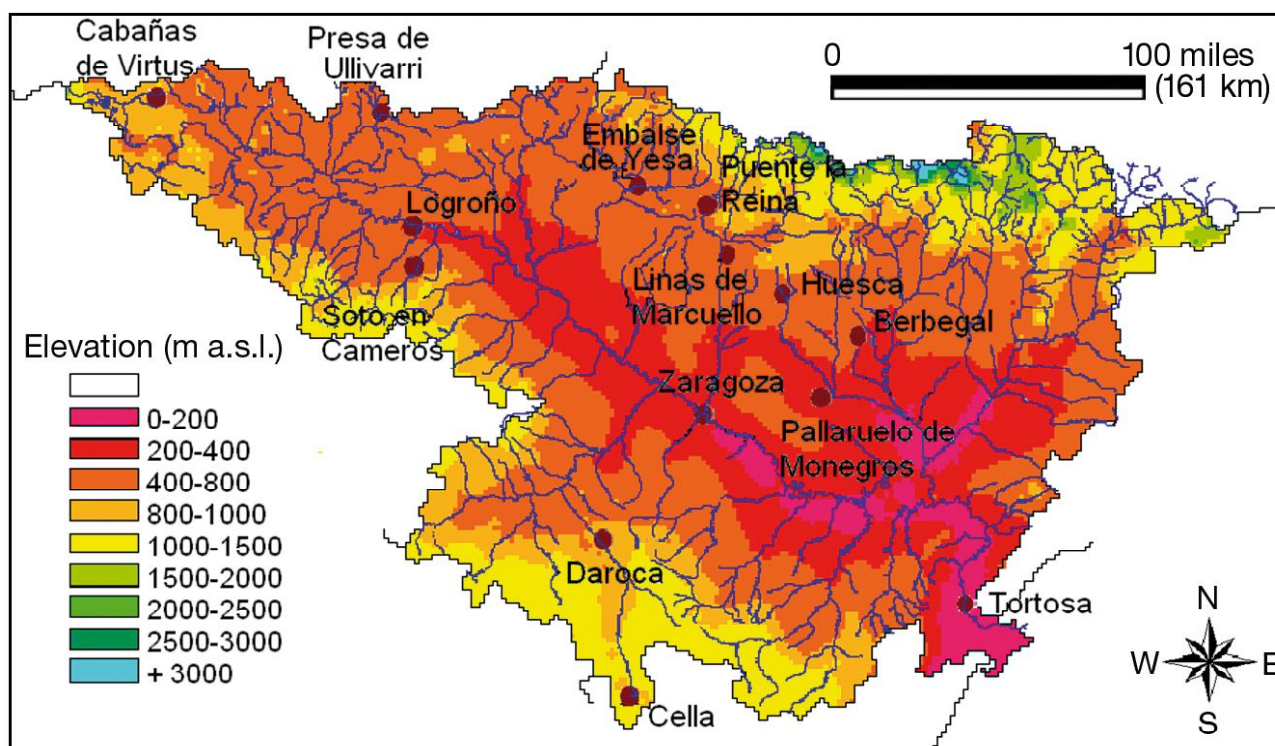 Cabañas
de Virtus
Presa de
Ullivarri
0
100 miles
(161 km)
Embalse
de Yesa
Puente la
Reina
Logroño
Linas de
Marcuello
Huesca
Soto en
Cameros
Berbegal
Zaragoza
Pallaruelo de
Monegros
Daroca
Tortosa
Cella
Elevation (m a.s.l.)
0-200
200-400
400-800
800-1000
1000-1500
1500-2000
2000-2500
2500-3000
+ 3000
N
W
E
S